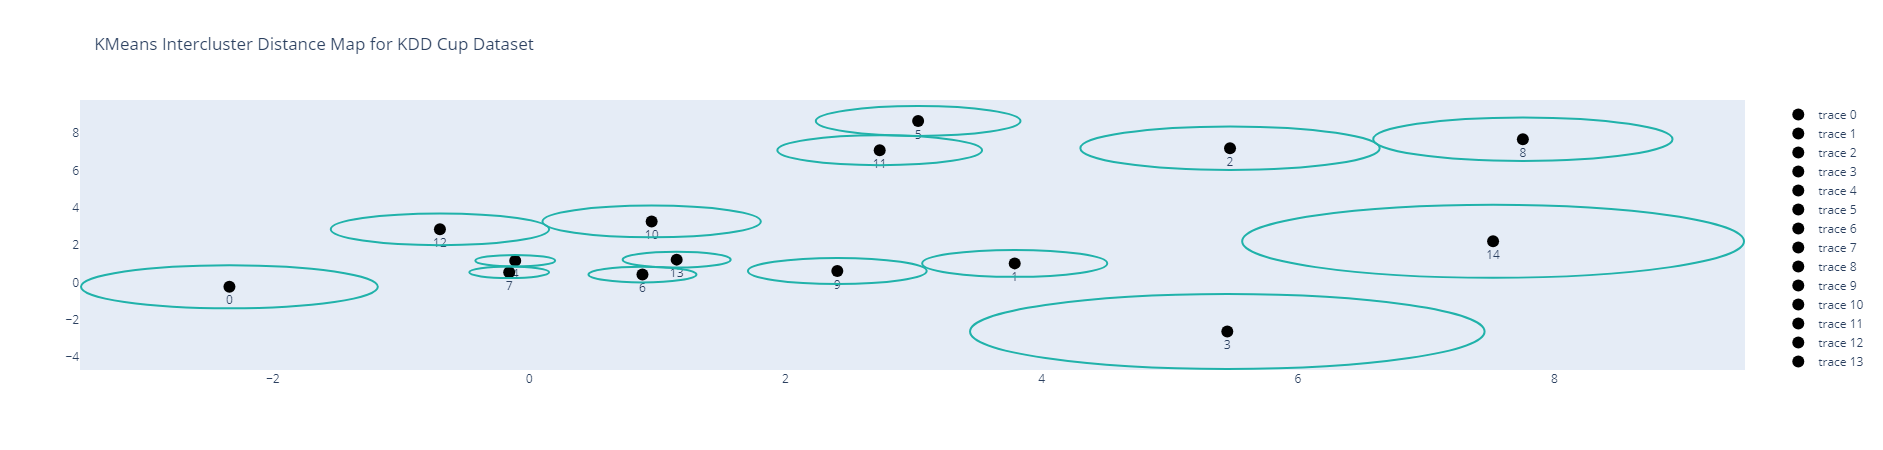 KMeans Intercluster Distance Map for KDD Cup Dataset
8
6
4
2
0
−2
−4
−2
0
2
4
6
8
5
11
2
8
12
10
14
4
13
7
6
9
1
0
3
trace 0
trace 1
trace 2
trace 3
trace 4
trace 5
trace 6
trace 7
trace 8
trace 9
trace 10
trace 11
trace 12
trace 13